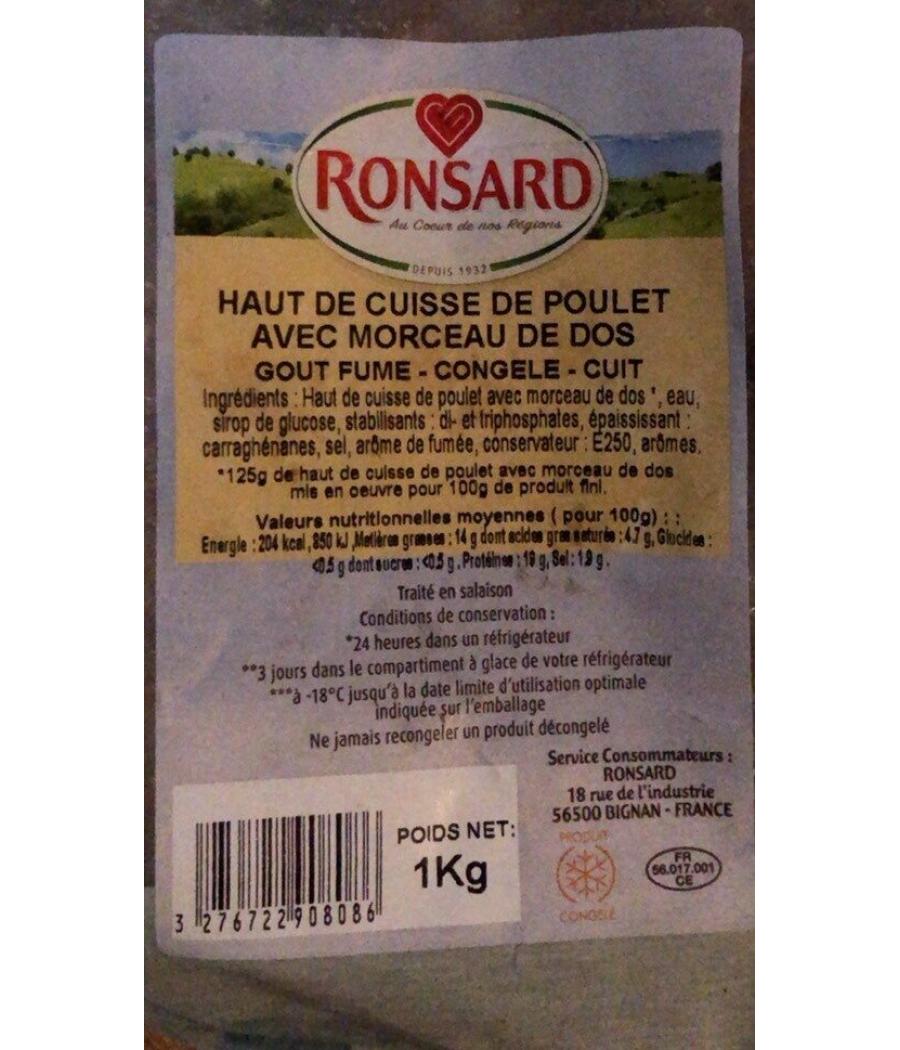 RONSARD
Au Coeur de nos Régions
DEPUIS 1932
HAUT DE CUISSE DE POULET
AVEC MORCEAU DE DOS
GOUT FUME - CONGELE - CUIT
Ingrédients : Haut de cuisse de poulet avec morceau de dos *, eau,
sirop de glucose, stabilisants : di- et triphosphates, épaississant :
carraghénanes, sel, arôme de fumée, conservateur : E250, arômes.
*125g de haut de cuisse de poulet avec morceau de dos
mis en oeuvre pour 100g de produit fini.
Valeurs nutritionnelles moyennes ( pour 100g) : :
Energie : 204 kcal, 850 kJ ,Matières grasses : 14 g dont acides gras saturés : 4.7 g, Glucides :
<0.5 g dont sucres : <0.5 g , Protéines : 19 g, Sel : 1.9 g .
Traité en salaison
Conditions de conservation :
*24 heures dans un réfrigérateur
**3 jours dans le compartiment à glace de votre réfrigérateur
***à -18°C jusqu'à la date limite d'utilisation optimale
indiquée sur l'emballage
Ne jamais recongeler un produit décongelé
Service Consommateurs :
RONSARD
18 rue de l'industrie
56500 BIGNAN - FRANCE
POIDS NET:
1Kg
3 276722 908086
PRODUIT
CONGELÉ
FR
56.017.001
CE